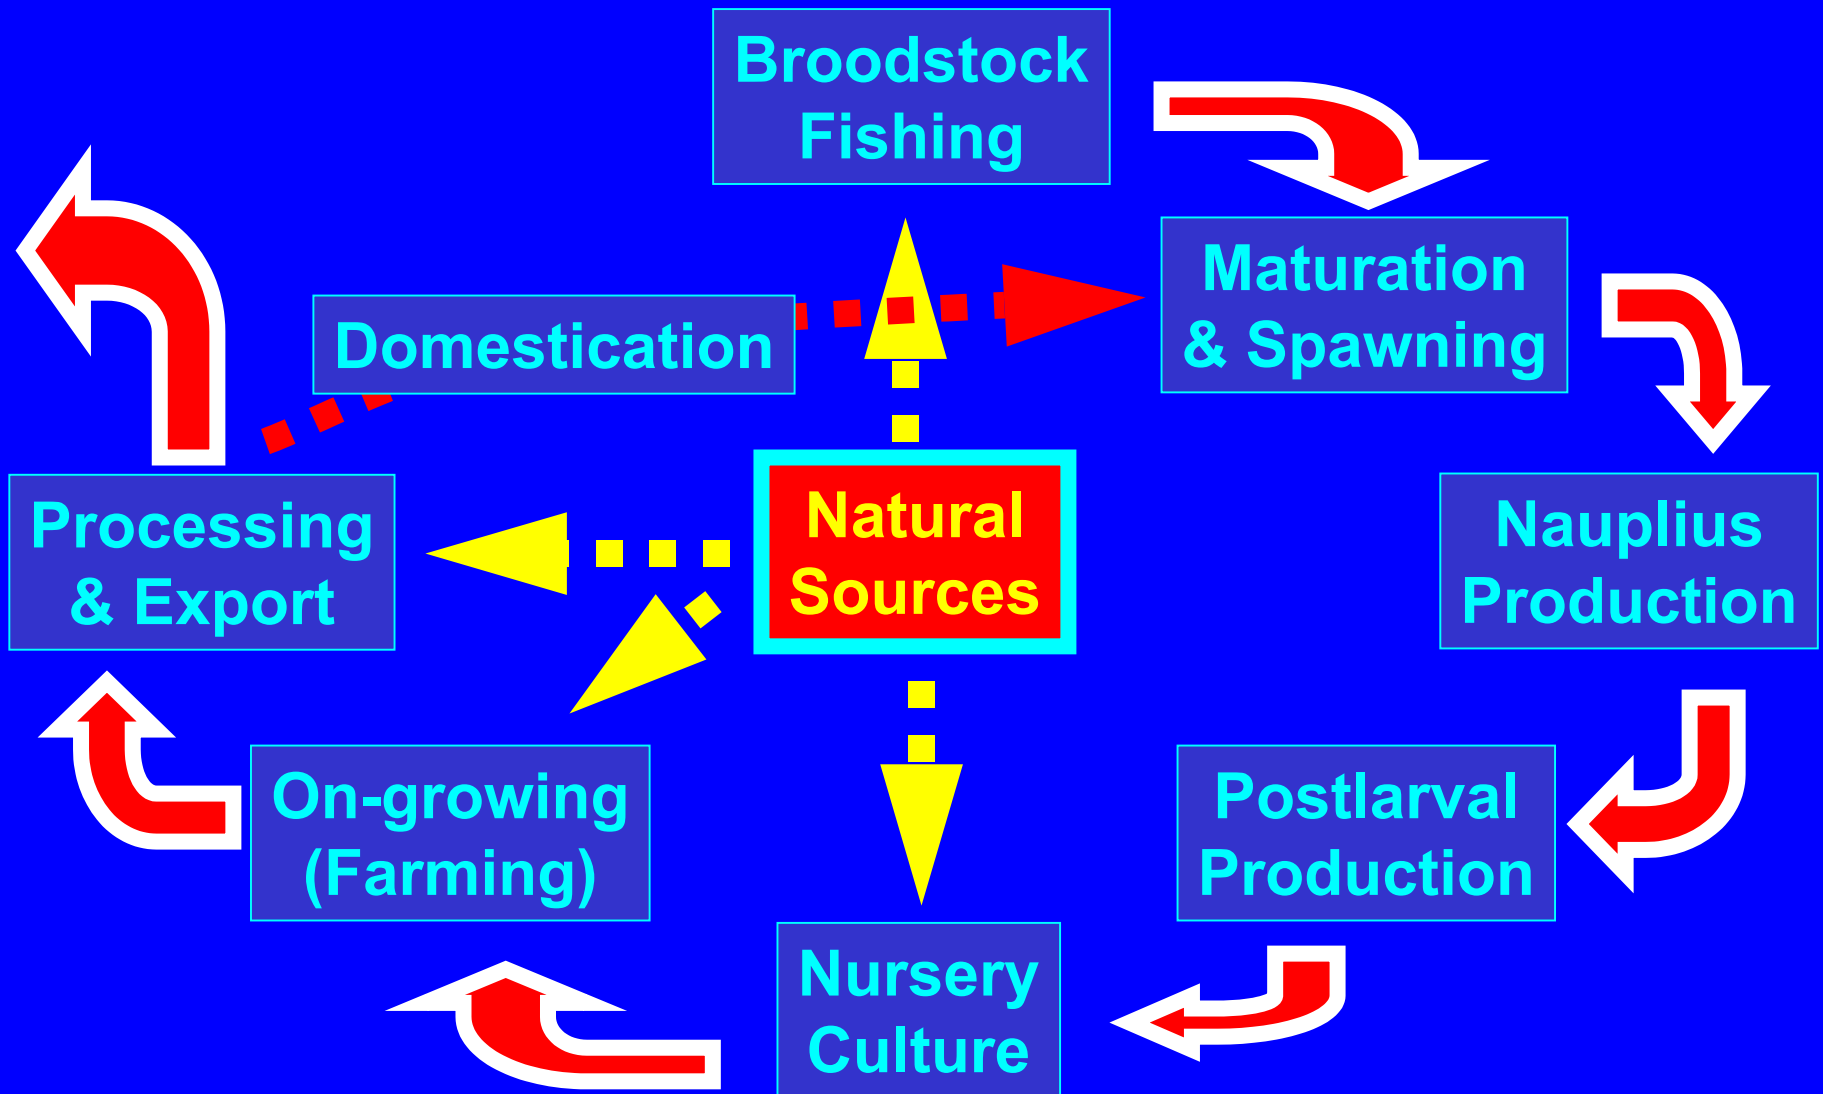 Broodstock
Fishing
Maturation
& Spawning
Domestication
Natural
Sources
Processing
& Export
Nauplius
Production
On-growing
(Farming)
Postlarval
Production
Nursery
Culture